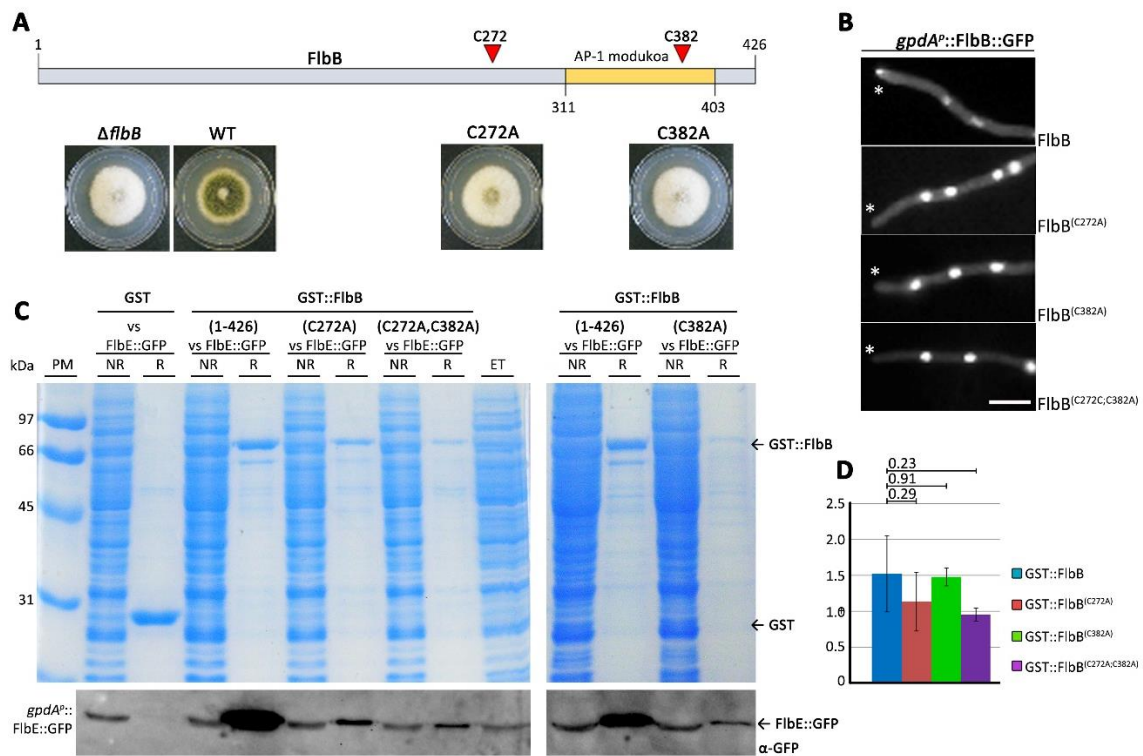 A
1
C272
C382
426
FlbB
AP-1 modukoa
311
403
ΔflbB
WT
C272A
C382A
B
gpdAᴾ::FlbB::GFP
*
FlbB
*
FlbB(C272A)
*
FlbB(C382A)
*
FlbB(C272C;C382A)
C
GST
GST::FlbB
GST::FlbB
vs
FlbE::GFP
(1-426)
vs FlbE::GFP
(C272A)
vs FlbE::GFP
(C272A,C382A)
vs FlbE::GFP
(1-426)
vs FlbE::GFP
(C382A)
vs FlbE::GFP
kDa
PM
NR
R
NR
R
NR
R
NR
R
ET
NR
R
NR
R
97
66
45
31
← GST::FlbB
← GST
gpdAᴾ::
FlbE::GFP
← FlbE::GFP
α-GFP
D
0.23
0.91
0.29
2.5
2.0
1.5
1.0
0.5
0
GST::FlbB
GST::FlbB(C272A)
GST::FlbB(C382A)
GST::FlbB(C272A;C382A)